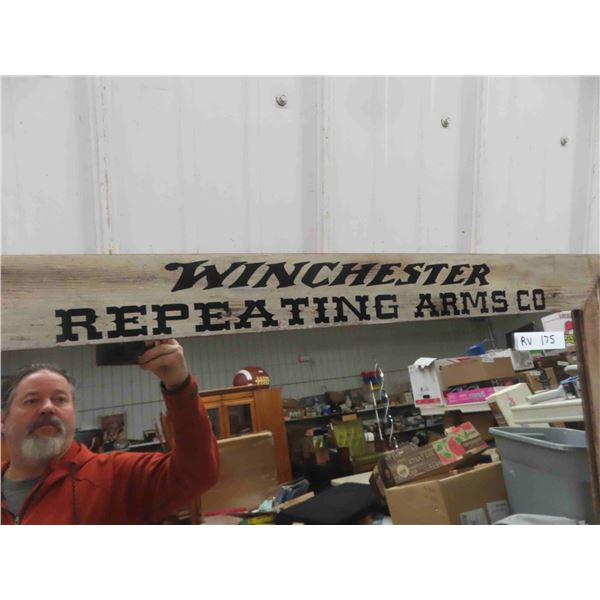 WINCHESTER
REPEATING ARMS CO
RV 175